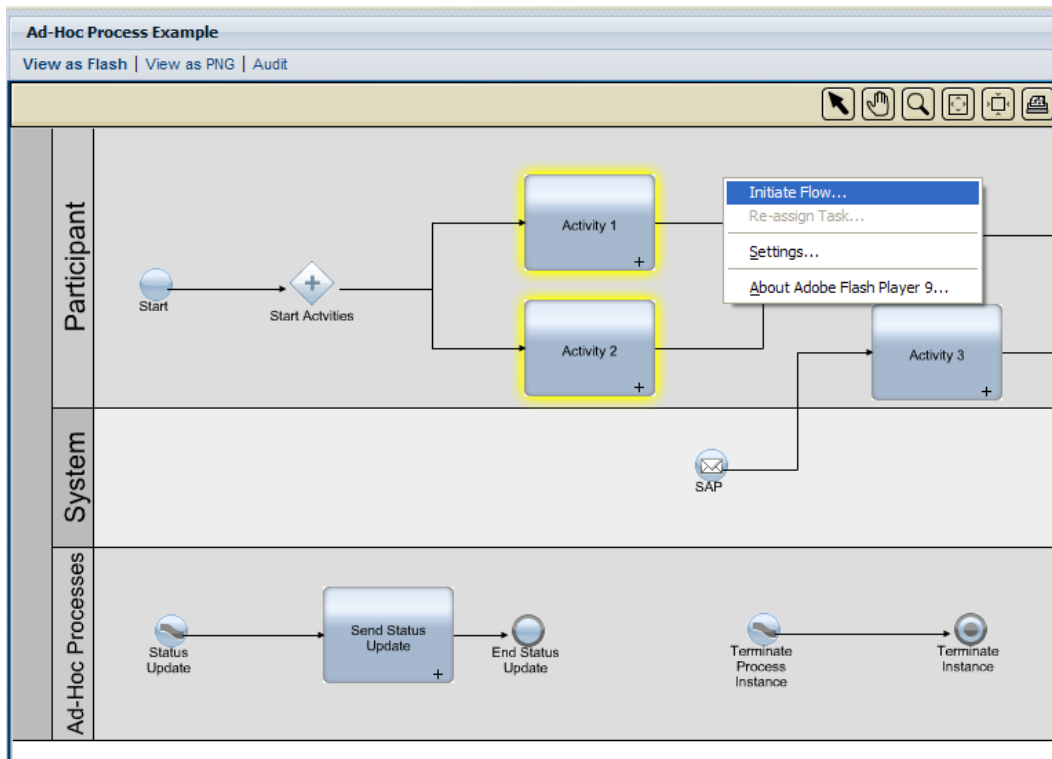 Ad-Hoc Process Example
View as Flash | View as PNG | Audit
Participant
Start
Start Actvities
Activity 1
Activity 2
Initiate Flow...
Re-assign Task...
Settings...
About Adobe Flash Player 9...
Activity 3
System
SAP
Ad-Hoc Processes
Status
Update
Send Status
Update
End Status
Update
Terminate
Process
Instance
Terminate
Instance